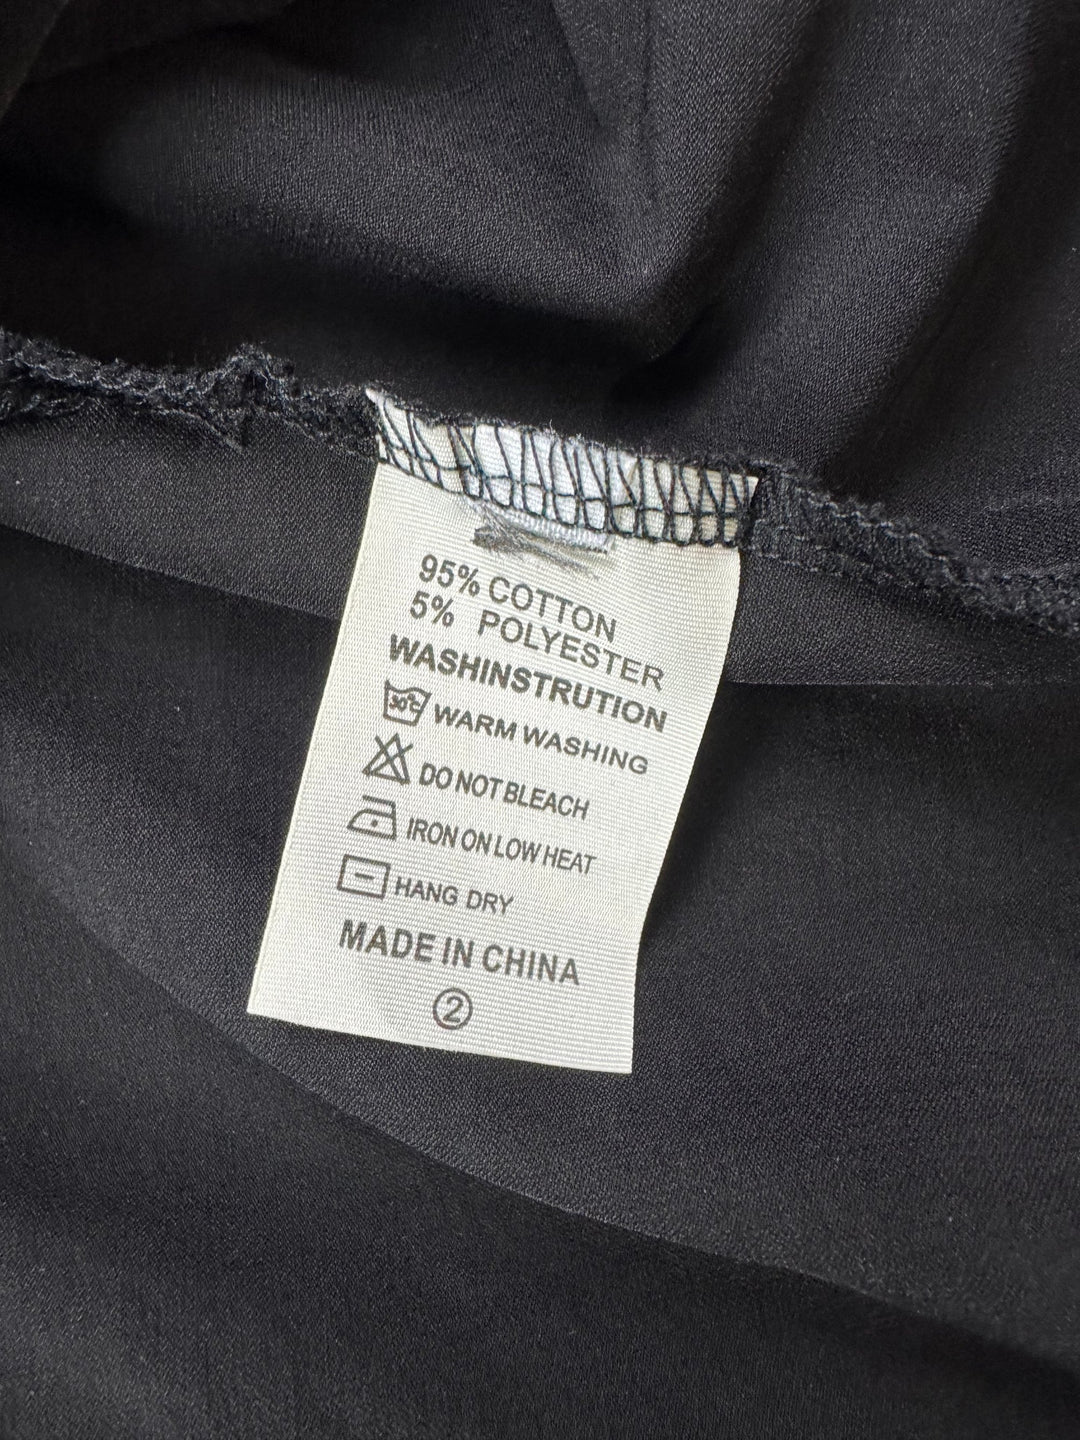 95% COTTON
5% POLYESTER
WASHINSTRUTION
30°C WARM WASHING
DO NOT BLEACH
IRON ON LOW HEAT
HANG DRY
MADE IN CHINA
②